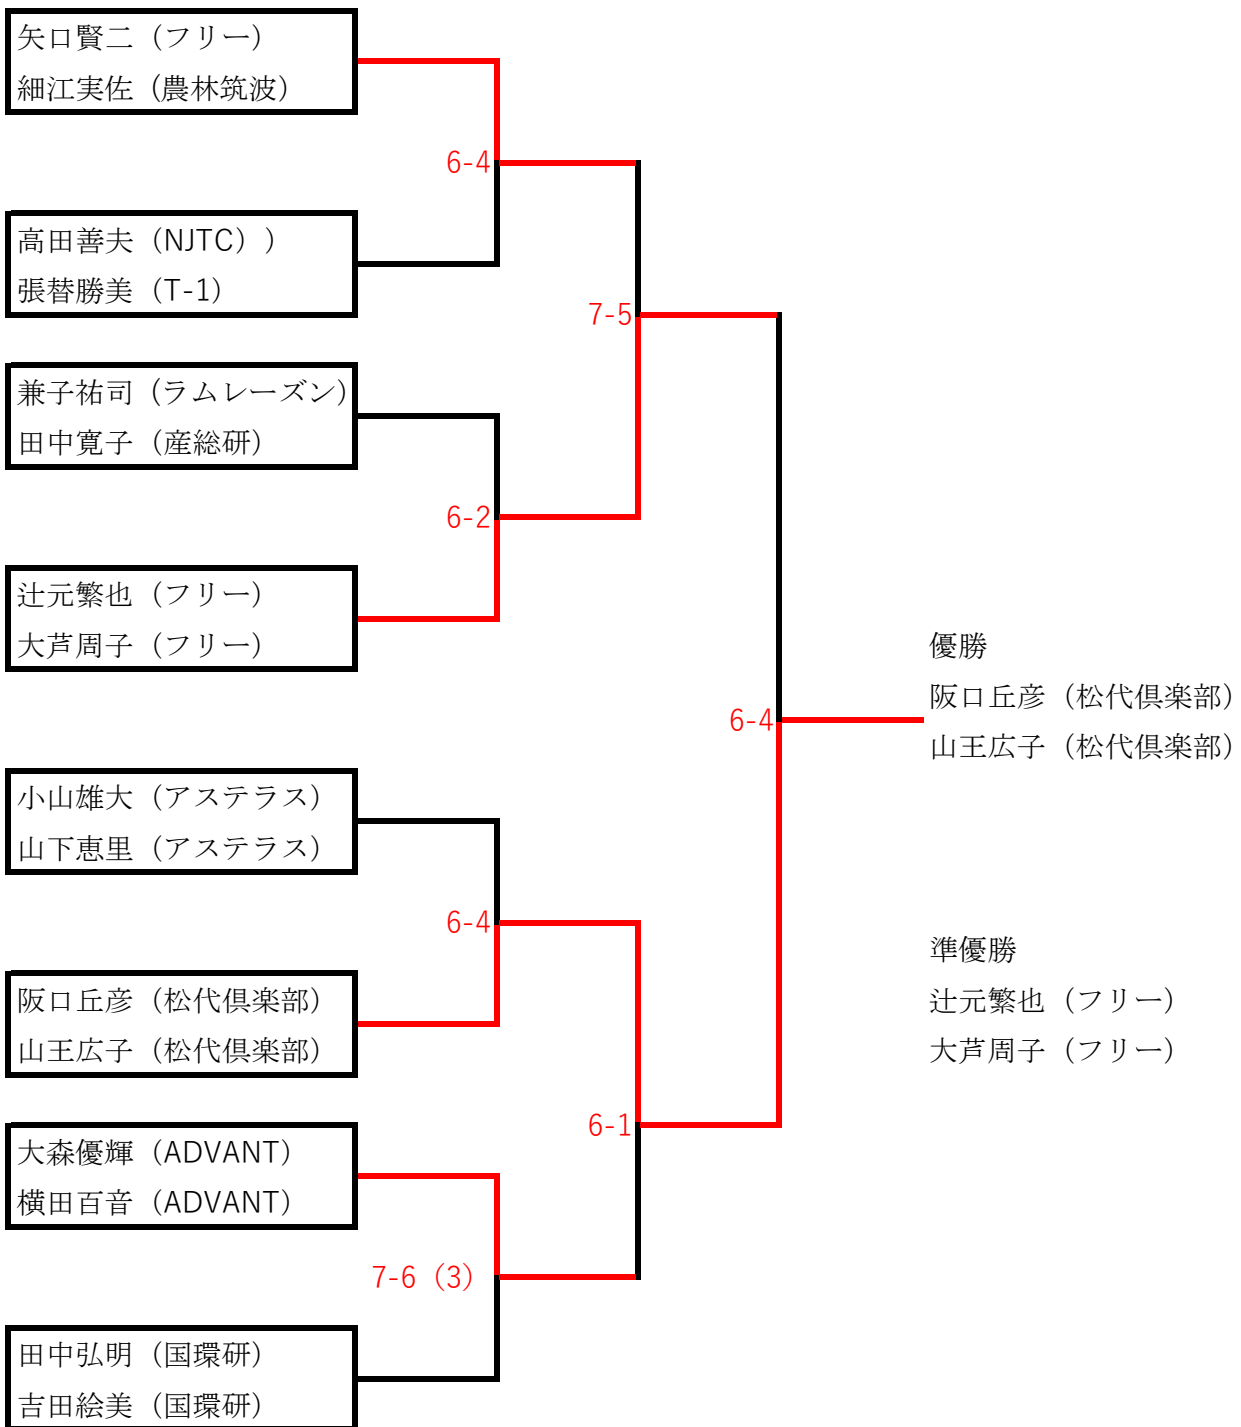 矢口賢二（フリー）
細江実佐（農林筑波）
6-4
高田善夫（NJTC））
張替勝美（T-1）
7-5
兼子祐司（ラムレーズン）
田中寛子（産総研）
6-2
辻元繁也（フリー）
大芦周子（フリー）
優勝
阪口丘彦（松代倶楽部）
山王広子（松代倶楽部）
6-4
小山雄大（アステラス）
山下恵里（アステラス）
6-4
準優勝
辻元繁也（フリー）
大芦周子（フリー）
阪口丘彦（松代倶楽部）
山王広子（松代倶楽部）
6-1
大森優輝（ADVANT）
横田百音（ADVANT）
7-6（3）
田中弘明（国環研）
吉田絵美（国環研）